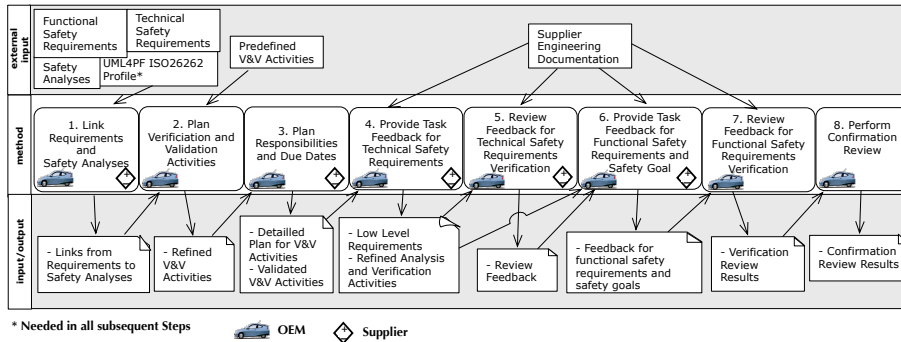 external
input
Functional
Safety
Requirements
Technical
Safety
Requirements
Safety
Analyses
UML4PF ISO26262
Profile*
Predefined
V&V Activities
Supplier
Engineering
Documentation
method
1. Link
Requirements
and
Safety Analyses
2. Plan
Verificiation and
Validation
Activities
3. Plan
Responsibilities
and Due Dates
4. Provide Task
Feedback for
Technical Safety
Requirements
5. Review
Feedback for
Technical Safety
Requirements
Verification
6. Provide Task
Feedback for
Functional Safety
Requirements and
Safety Goal
7. Review
Feedback for
Functional Safety
Requirements
Verification
8. Perform
Confirmation
Review
input/output
- Links from
Requirements to
Safety Analyses
- Refined
V&V
Activities
- Detailled
Plan for V&V
Activities
- Validated
V&V Activities
- Low Level
Requirements
- Refined Analysis
and Verification
Activities
- Review
Feedback
- Feedback for
functional safety
requirements and
safety goals
- Verification
Review
Results
- Confirmation
Review Results
* Needed in all subsequent Steps
OEM
Supplier